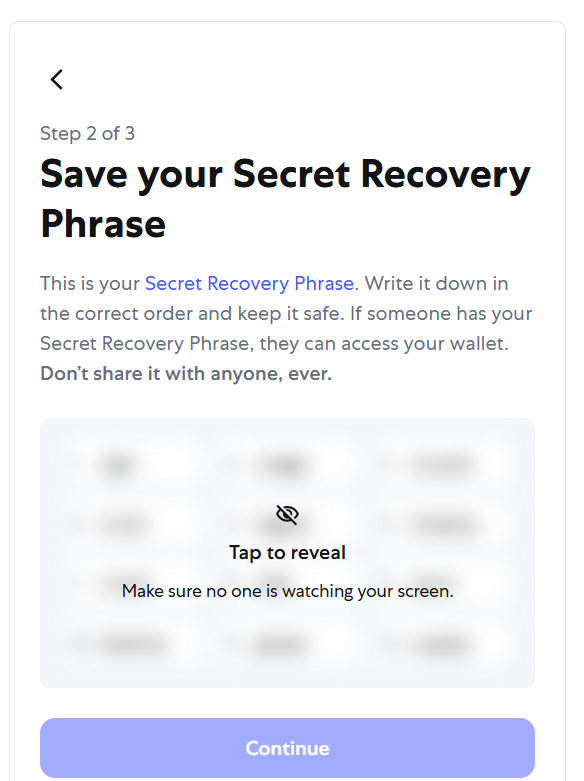 Step 2 of 3
Save your Secret Recovery
Phrase
This is your Secret Recovery Phrase. Write it down in
the correct order and keep it safe. If someone has your
Secret Recovery Phrase, they can access your wallet.
Don’t share it with anyone, ever.
Tap to reveal
Make sure no one is watching your screen.
Continue